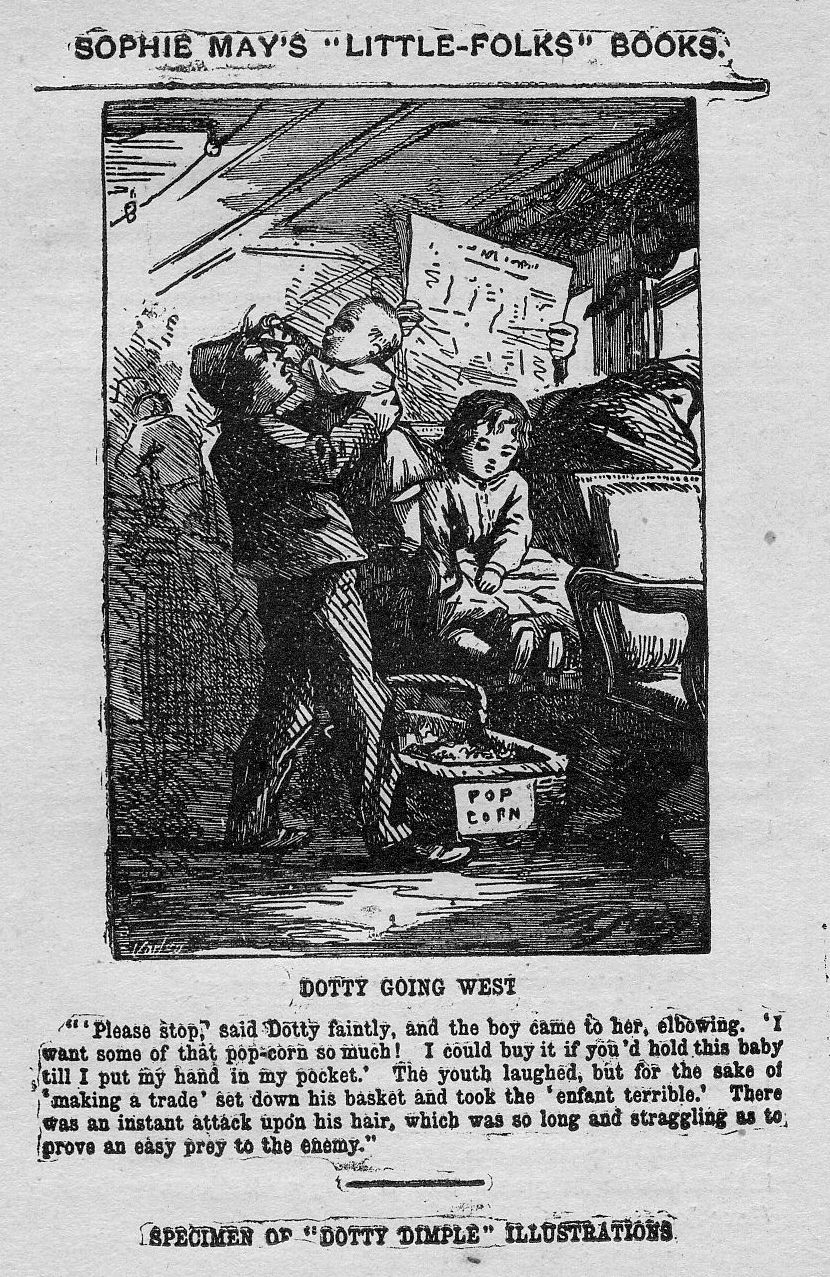 SOPHIE MAY'S "LITTLE-FOLKS" BOOKS.
POP
CORN
DOTTY GOING WEST
"'Please stop,' said Dotty faintly, and the boy came to her, elbowing. 'I
want some of that pop-corn so much! I could buy it if you'd hold this baby
till I put my hand in my pocket.' The youth laughed, but for the sake of
'making a trade' set down his basket and took the 'enfant terrible.' There
was an instant attack upon his hair, which was so long and straggling as to
prove an easy prey to the enemy."
SPECIMEN OF "DOTTY DIMPLE" ILLUSTRATIONS